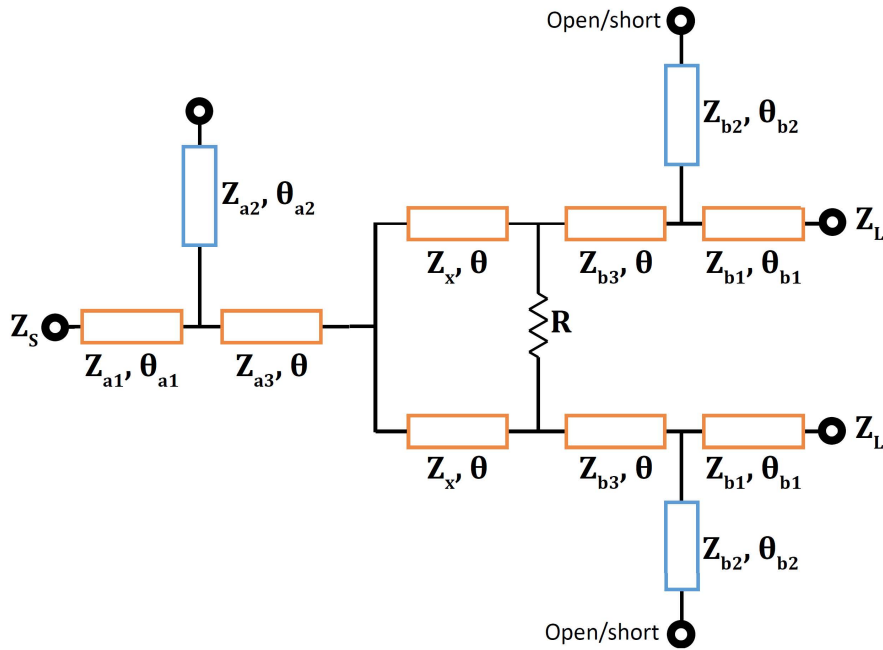 Open/short
Z_b2, θ_b2
Z_a2, θ_a2
Z_L
Z_x, θ
Z_b3, θ
Z_b1, θ_b1
Z_S
R
Z_a1, θ_a1
Z_a3, θ
Z_L
Z_x, θ
Z_b3, θ
Z_b1, θ_b1
Z_b2, θ_b2
Open/short